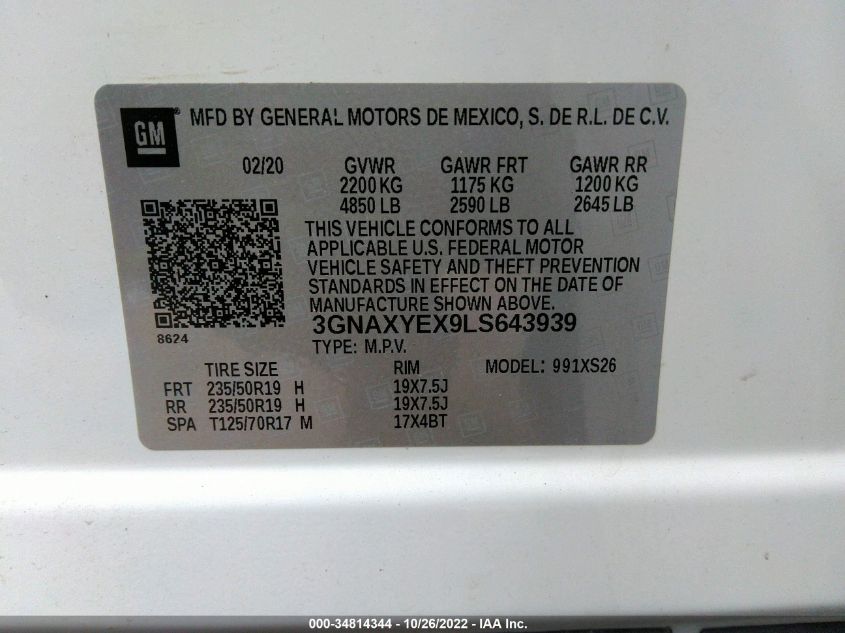 GM® MFD BY GENERAL MOTORS DE MEXICO, S. DE R.L. DE C.V.
02/20 GVWR GAWR FRT GAWR RR
2200 KG 1175 KG 1200 KG
4850 LB 2590 LB 2645 LB
THIS VEHICLE CONFORMS TO ALL
APPLICABLE U.S. FEDERAL MOTOR
VEHICLE SAFETY AND THEFT PREVENTION
STANDARDS IN EFFECT ON THE DATE OF
MANUFACTURE SHOWN ABOVE.
3GNAXYEX9LS643939
8624
TYPE: M.P.V.
TIRE SIZE RIM MODEL: 991XS26
FRT 235/50R19 H 19X7.5J
RR 235/50R19 H 19X7.5J
SPA T125/70R17 M 17X4BT
000-34814344 - 10/26/2022 - IAA Inc.